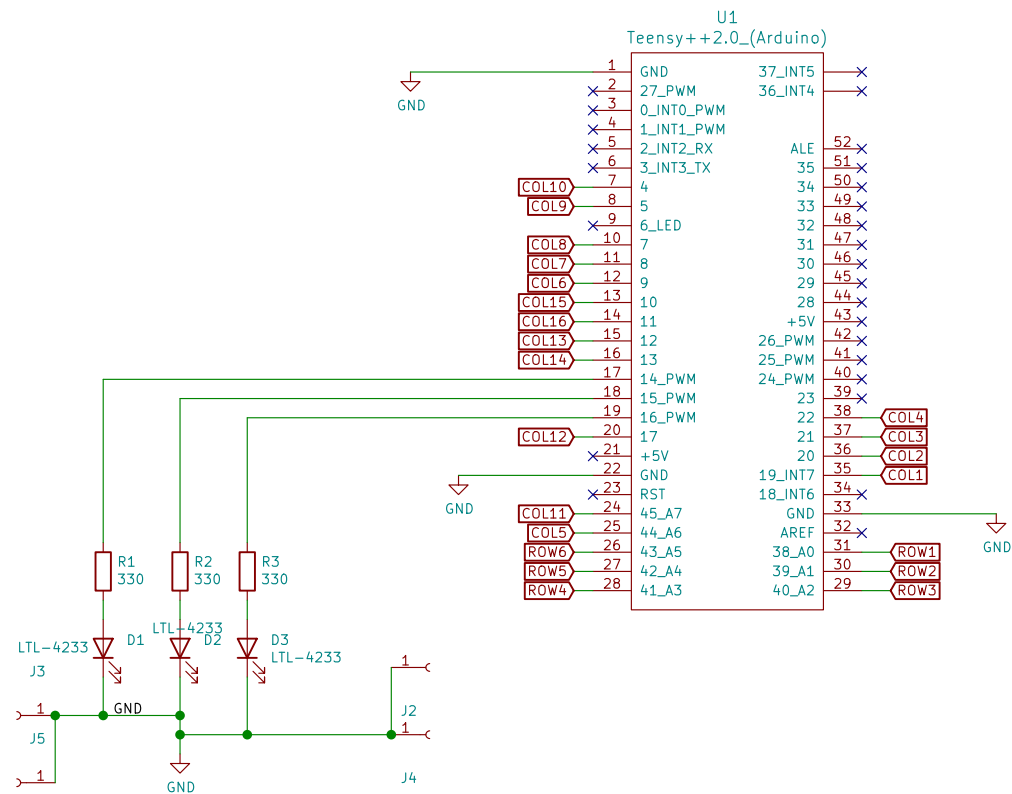 U1
Teensy++2.0_(Arduino)
1 GND 37_INT5
GND
2 27_PWM 36_INT4
3 0_INT0_PWM
4 1_INT1_PWM
5 2_INT2_RX ALE 52
6 3_INT3_TX 35 51
COL10 7 4 34 50
COL9 8 5 33 49
9 6_LED 32 48
COL8 10 7 31 47
COL7 11 8 30 46
COL6 12 9 29 45
COL15 13 10 28 44
COL16 14 11 +5V 43
COL13 15 12 26_PWM 42
COL14 16 13 25_PWM 41
17 14_PWM 24_PWM 40
18 15_PWM 23 39
19 16_PWM 22 38 COL4
COL12 20 17 21 37 COL3
21 +5V 20 36 COL2
22 GND 19_INT7 35 COL1
GND
23 RST 18_INT6 34
COL11 24 45_A7 GND 33
GND
COL5 25 44_A6 AREF 32
ROW6 26 43_A5 38_A0 31 ROW1
ROW5 27 42_A4 39_A1 30 ROW2
ROW4 28 41_A3 40_A2 29 ROW3
R1 R2 R3
330 330 330
LTL-4233
D1 D2 D3
LTL-4233 LTL-4233
J3 1
1 GND J2
J5 1
1 J4
GND